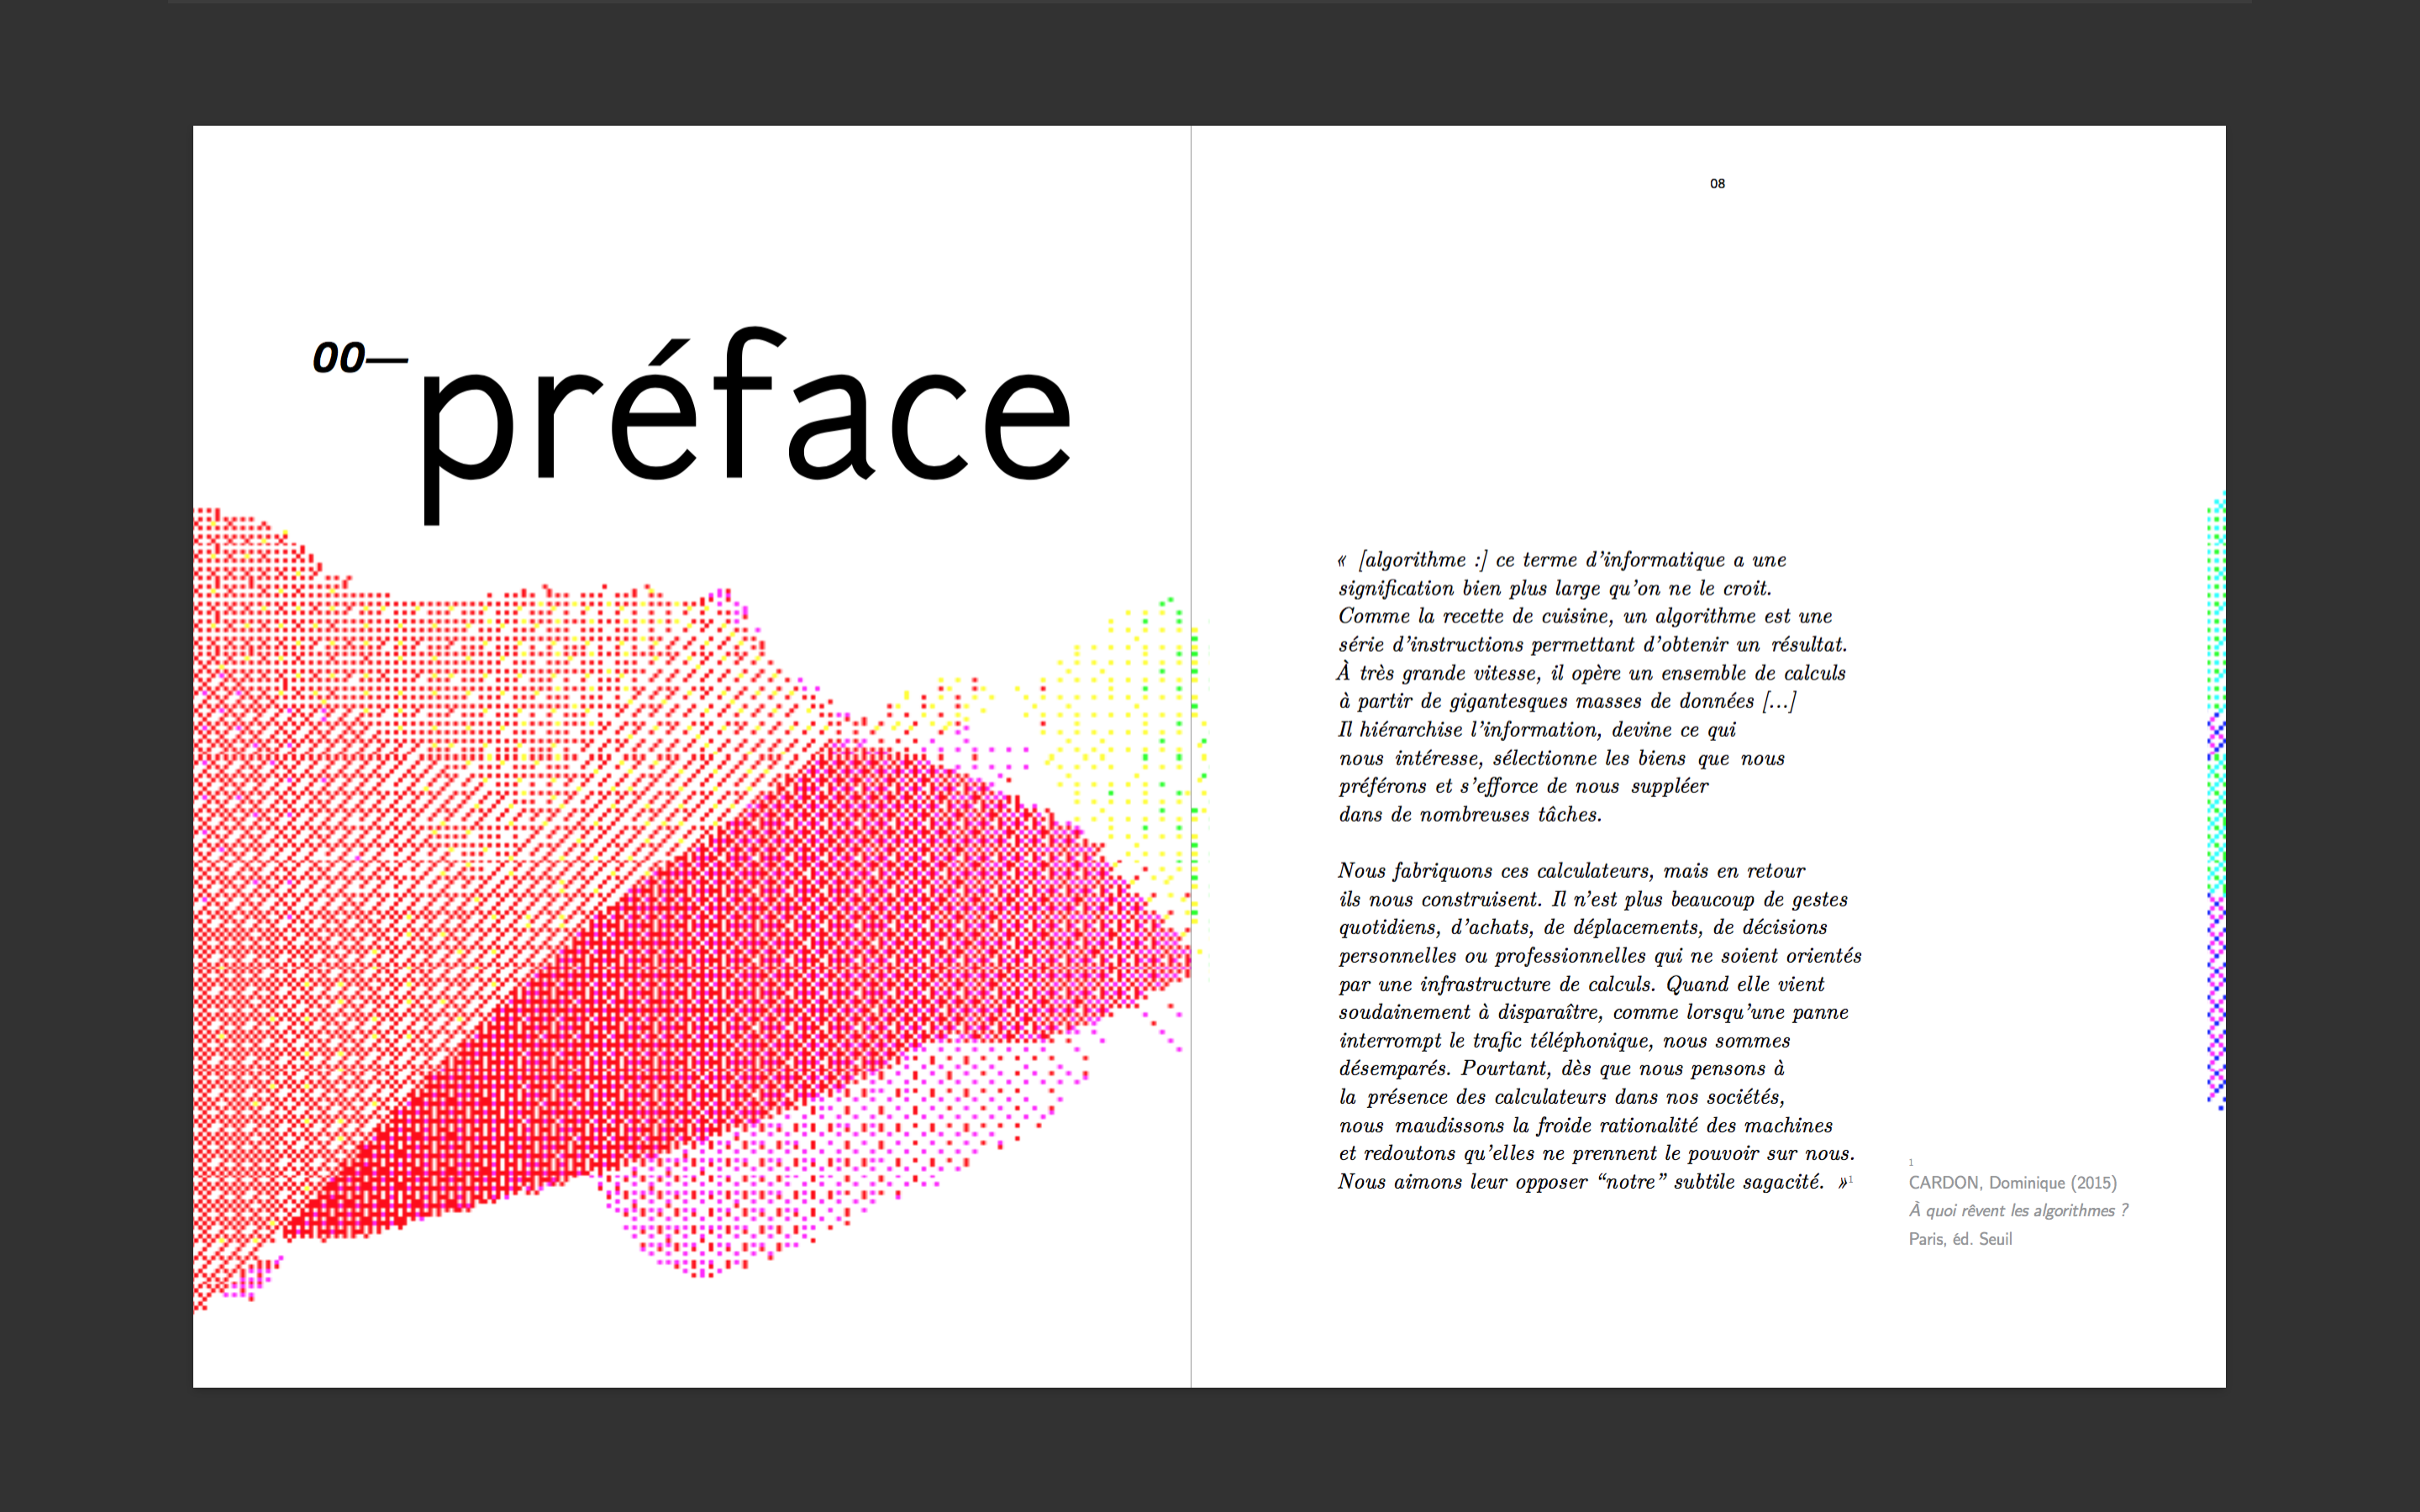 00—préface
08
« [algorithme :] ce terme d’informatique a une
signification bien plus large qu’on ne le croit.
Comme la recette de cuisine, un algorithme est une
série d’instructions permettant d’obtenir un résultat.
À très grande vitesse, il opère un ensemble de calculs
à partir de gigantesques masses de données [...]
Il hiérarchise l’information, devine ce qui
nous intéresse, sélectionne les biens que nous
préférons et s’efforce de nous suppléer
dans de nombreuses tâches.
Nous fabriquons ces calculateurs, mais en retour
ils nous construisent. Il n’est plus beaucoup de gestes
quotidiens, d’achats, de déplacements, de décisions
personnelles ou professionnelles qui ne soient orientés
par une infrastructure de calculs. Quand elle vient
soudainement à disparaître, comme lorsqu’une panne
interrompt le trafic téléphonique, nous sommes
désemparés. Pourtant, dès que nous pensons à
la présence des calculateurs dans nos sociétés,
nous maudissons la froide rationalité des machines
et redoutons qu’elles ne prennent le pouvoir sur nous.
Nous aimons leur opposer “notre” subtile sagacité. »1
1
CARDON, Dominique (2015)
À quoi rêvent les algorithmes ?
Paris, éd. Seuil